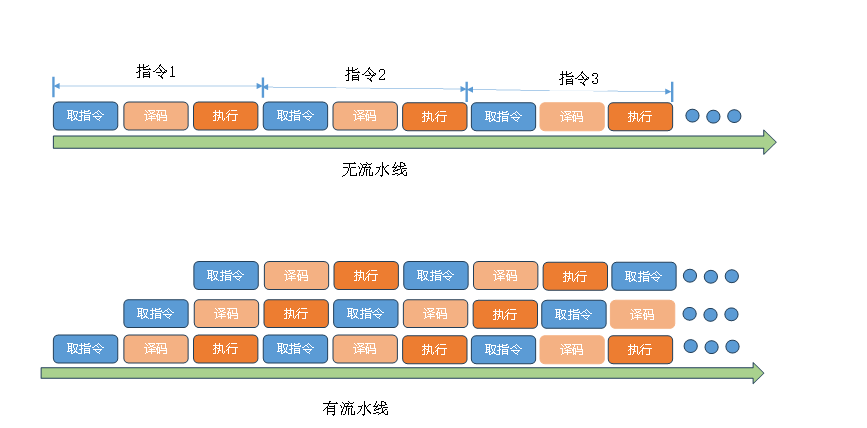 指令1 指令2 指令3
取指令 译码 执行 取指令 译码 执行 取指令 译码 执行
无流水线
取指令 译码 执行 取指令 译码 执行 取指令
取指令 译码 执行 取指令 译码 执行 取指令 译码
取指令 译码 执行 取指令 译码 执行 取指令 译码 执行
有流水线